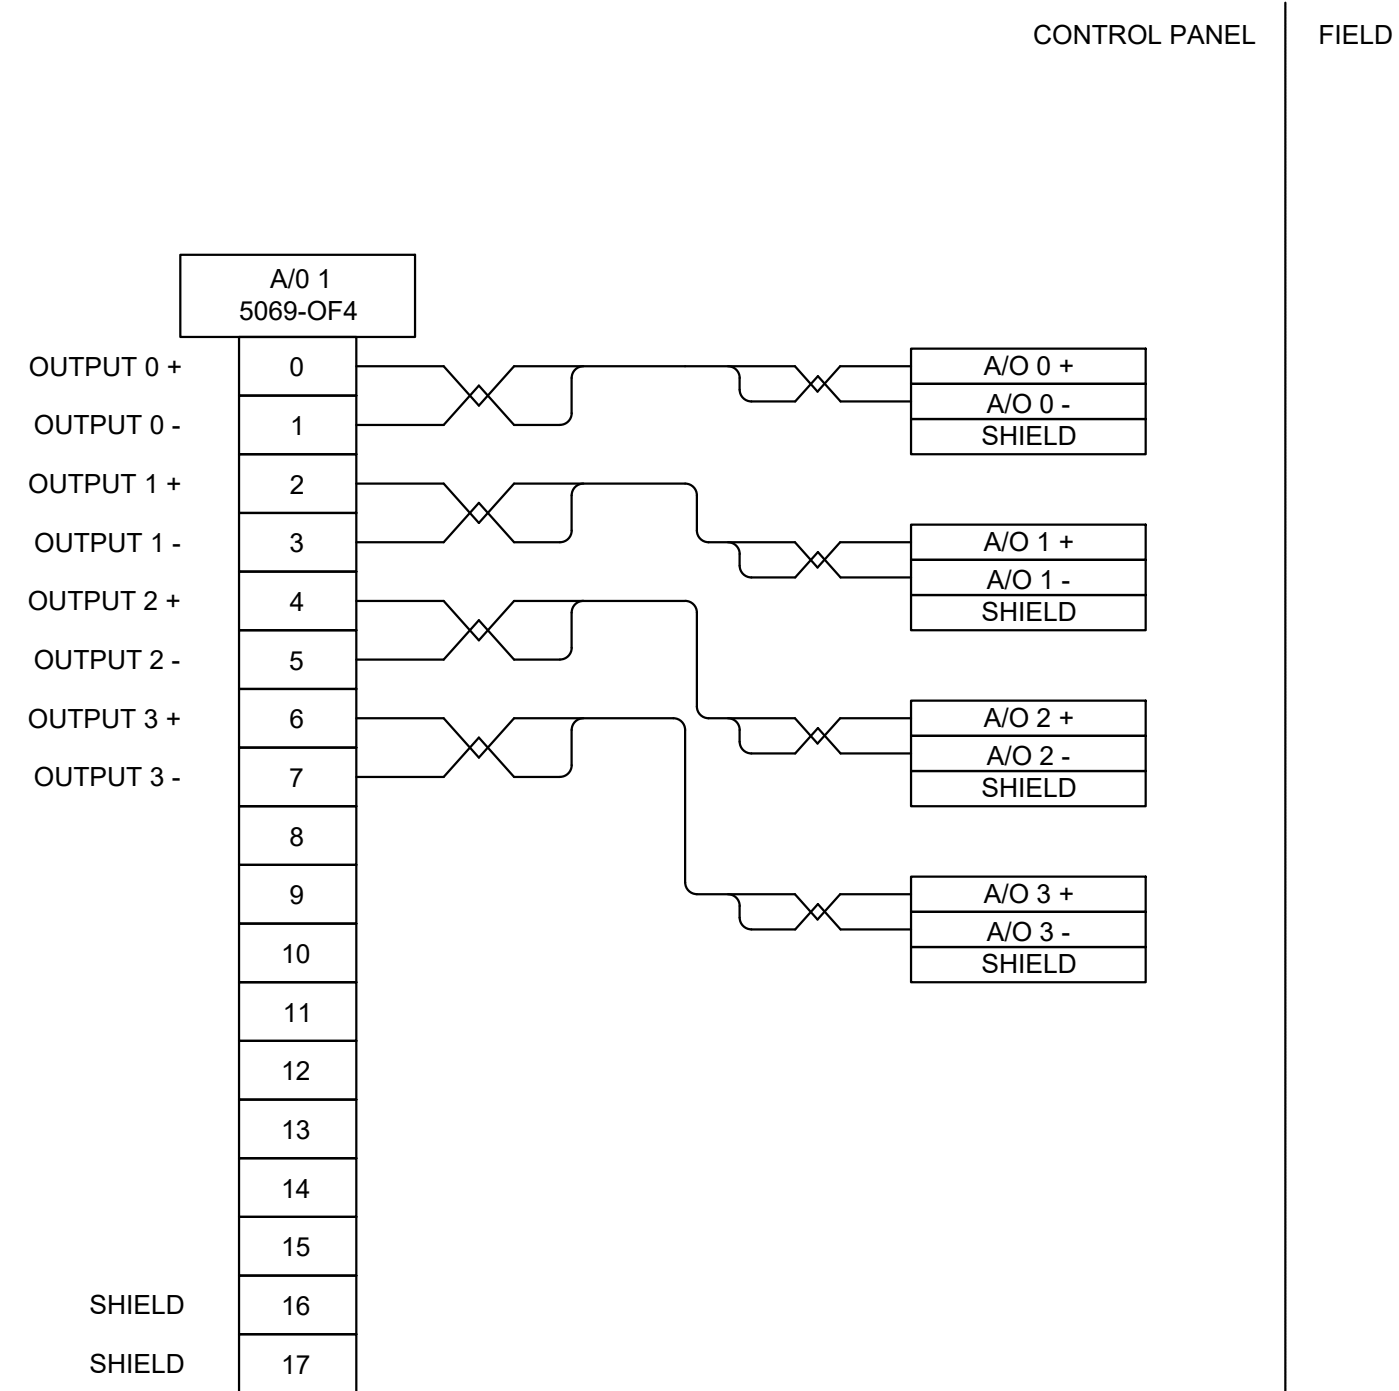 CONTROL PANEL FIELD
A/0 1
5069-OF4
OUTPUT 0 + 0 A/O 0 +
A/O 0 -
OUTPUT 0 - 1 SHIELD
OUTPUT 1 + 2
OUTPUT 1 - 3 A/O 1 +
A/O 1 -
OUTPUT 2 + 4 SHIELD
OUTPUT 2 - 5
OUTPUT 3 + 6 A/O 2 +
A/O 2 -
OUTPUT 3 - 7 SHIELD
8
9 A/O 3 +
A/O 3 -
10 SHIELD
11
12
13
14
15
SHIELD 16
SHIELD 17